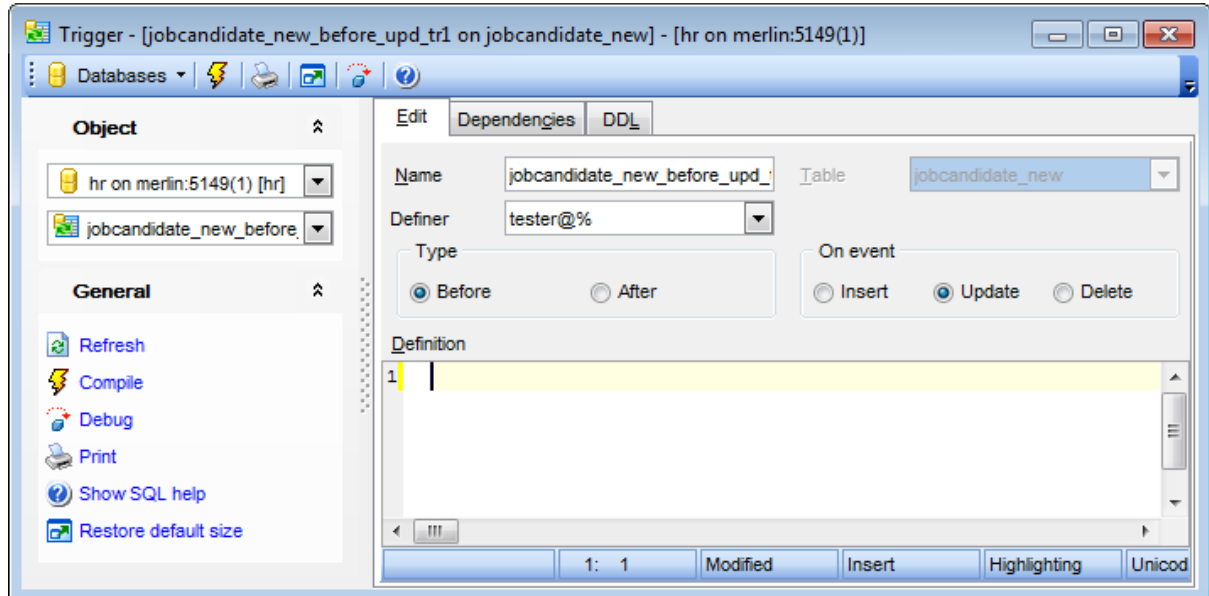 Trigger - [jobcandidate_new_before_upd_tr1 on jobcandidate_new] - [hr on merlin:5149(1)]
Databases
Object
hr on merlin:5149(1) [hr]
jobcandidate_new_before_
General
Refresh
Compile
Debug
Print
Show SQL help
Restore default size
Edit Dependencies DDL
Name jobcandidate_new_before_upd_ Table jobcandidate_new
Definer tester@%
Type On event
Before After Insert Update Delete
Definition
1
1: 1 Modified Insert Highlighting Unicod